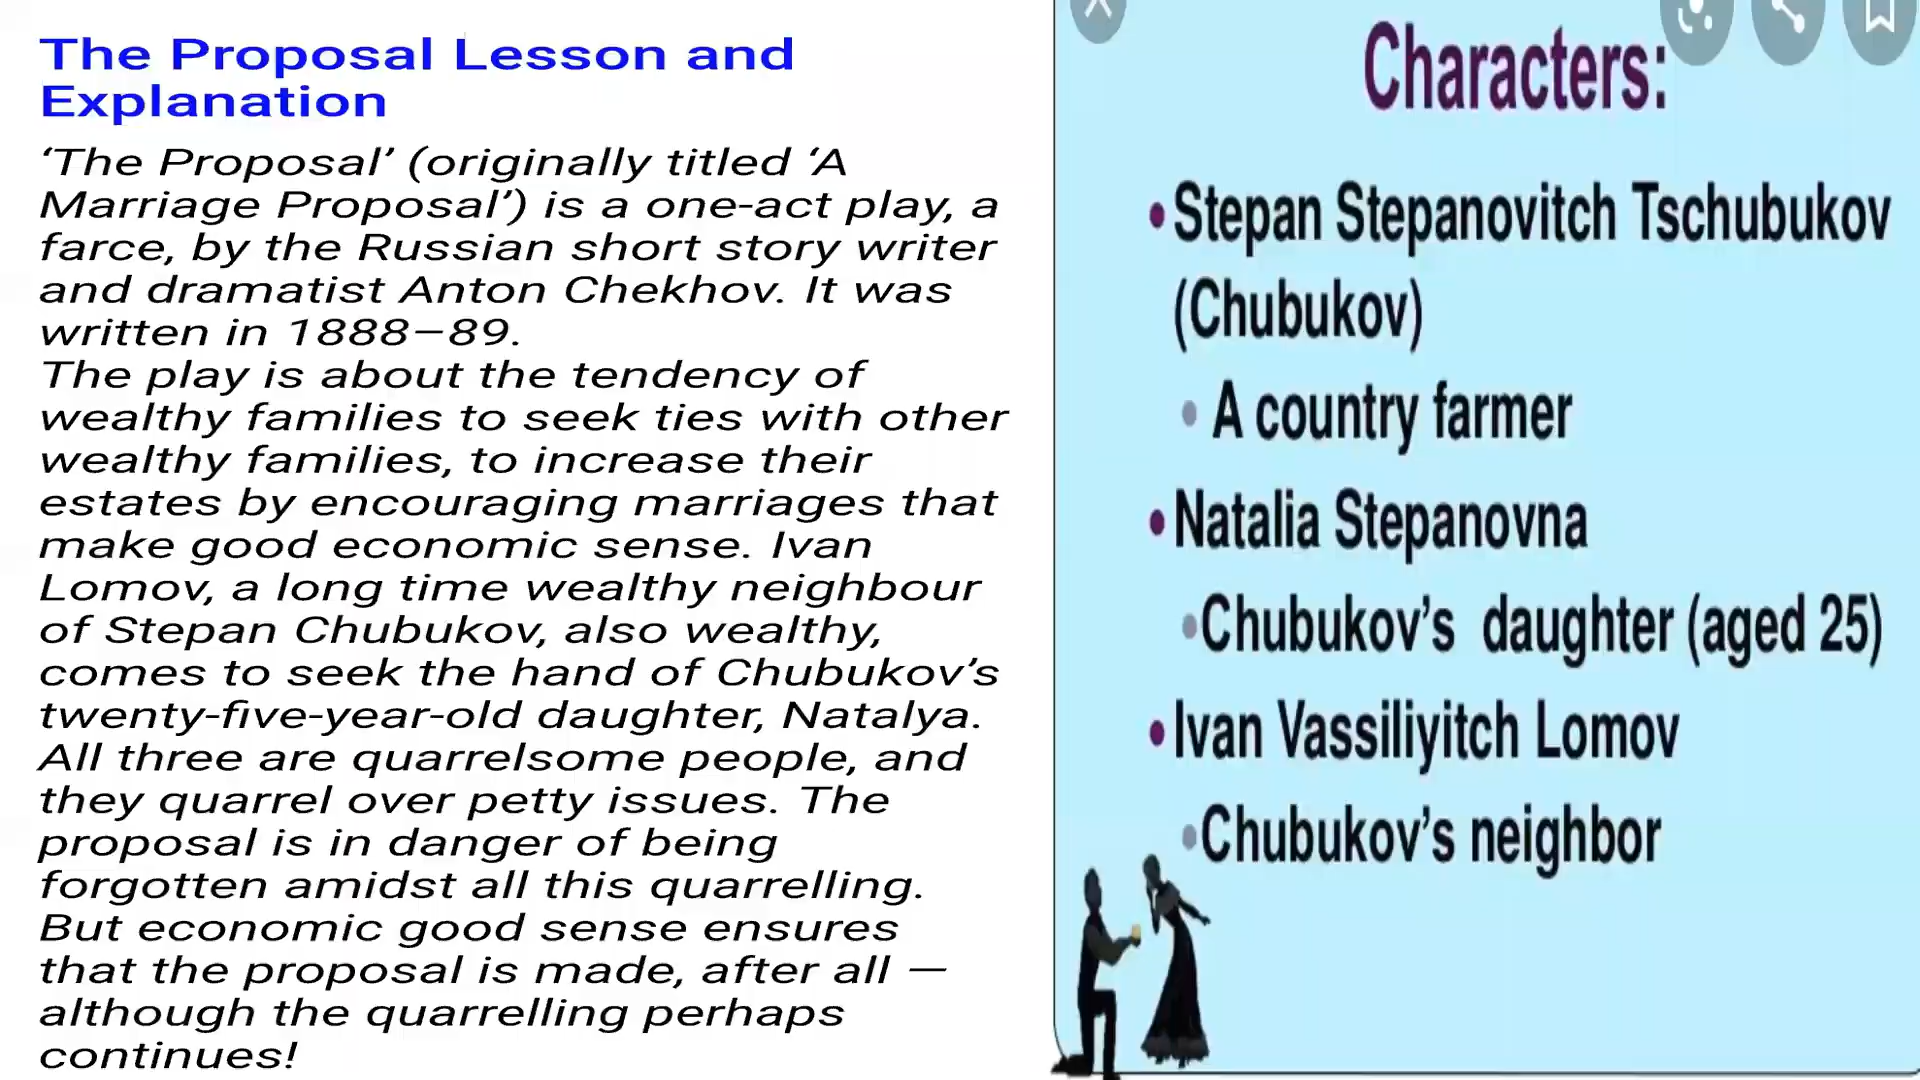 The Proposal Lesson and
Explanation
‘The Proposal’ (originally titled ‘A
Marriage Proposal’) is a one-act play, a
farce, by the Russian short story writer
and dramatist Anton Chekhov. It was
written in 1888–89.
The play is about the tendency of
wealthy families to seek ties with other
wealthy families, to increase their
estates by encouraging marriages that
make good economic sense. Ivan
Lomov, a long time wealthy neighbour
of Stepan Chubukov, also wealthy,
comes to seek the hand of Chubukov’s
twenty-five-year-old daughter, Natalya.
All three are quarrelsome people, and
they quarrel over petty issues. The
proposal is in danger of being
forgotten amidst all this quarrelling.
But economic good sense ensures
that the proposal is made, after all —
although the quarrelling perhaps
continues!
Characters:
•Stepan Stepanovitch Tschubukov
(Chubukov)
• A country farmer
•Natalia Stepanovna
•Chubukov’s daughter (aged 25)
•Ivan Vassiliyitch Lomov
•Chubukov’s neighbor